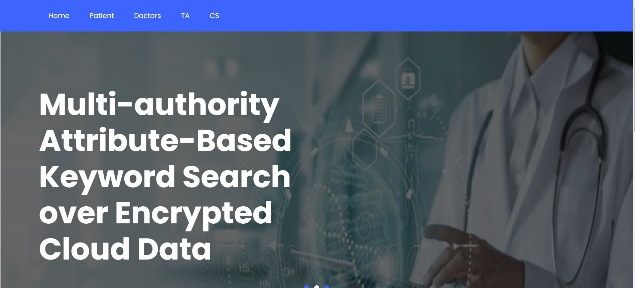 Home Patient Doctors TA CS
Multi-authority
Attribute-Based
Keyword Search
over Encrypted
Cloud Data